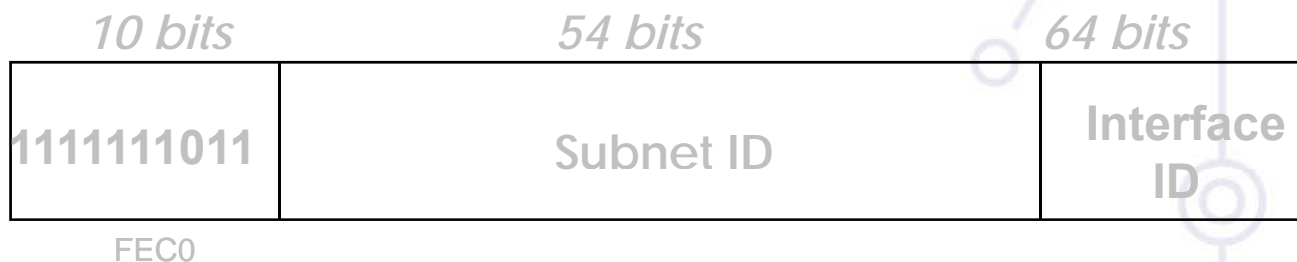 10 bits 54 bits 64 bits
1111111011 Subnet ID Interface
ID
FEC0